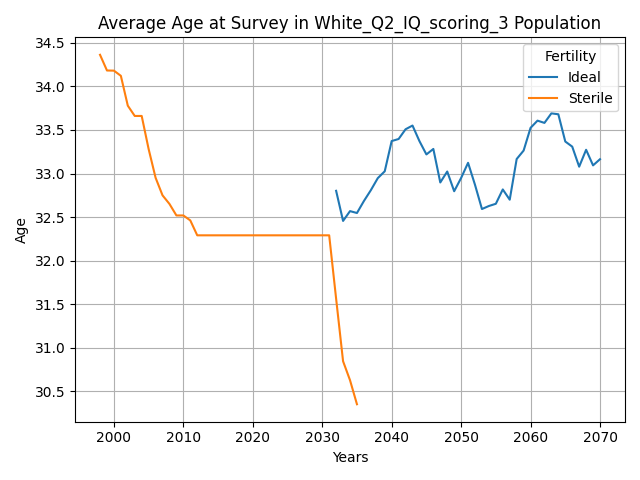 Average Age at Survey in White_Q2_IQ_scoring_3 Population
34.5
34.0
33.5
33.0
32.5
32.0
31.5
31.0
30.5
Age
Fertility
Ideal
Sterile
2000 2010 2020 2030 2040 2050 2060 2070
Years